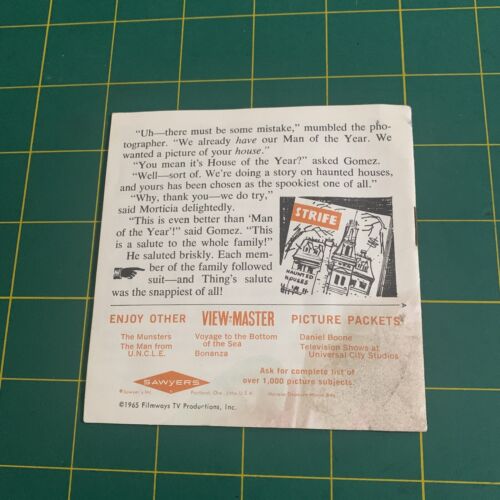 "Uh—there must be some mistake," mumbled the pho-
tographer. "We already have our Man of the Year. We
wanted a picture of your house."
"You mean it's House of the Year?" asked Gomez.
"Well—sort of. We're doing a story on haunted houses,
and yours has been chosen as the spookiest one of all."
"Why, thank you—we do try,"
said Morticia delightedly.
"This is even better than 'Man
of the Year'!" said Gomez. "This
is a salute to the whole family!"
He saluted briskly. Each mem-
ber of the family followed
suit—and Thing's salute
was the snappiest of all!
STRIFE
HAUNTED
HOUSES
ENJOY OTHER VIEW-MASTER PICTURE PACKETS
The Munsters
The Man from
U.N.C.L.E.
Voyage to the Bottom
of the Sea
Bonanza
Daniel Boone
Television Shows at
Universal City Studios
SAWYER'S
Ask for complete list of
over 1,000 picture subjects.
Portland, Ore.
©1965 Filmways TV Productions, Inc.